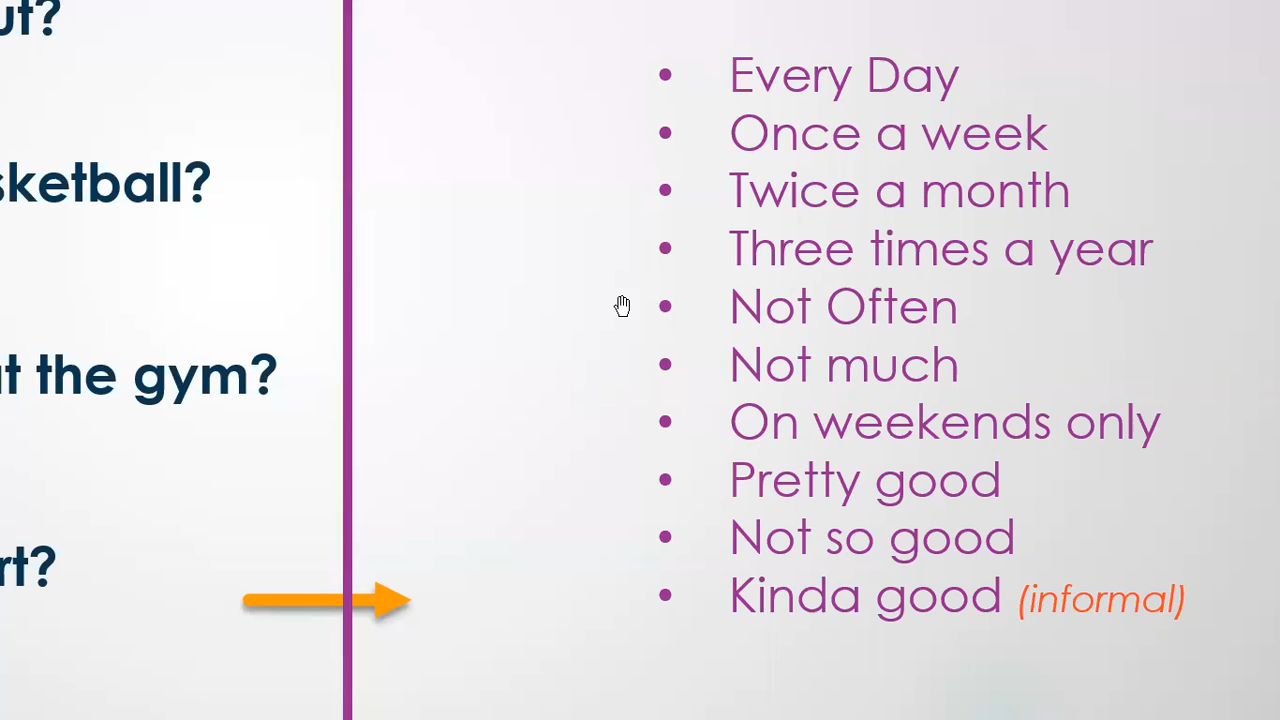 ut?
sketball?
at the gym?
rt?
• Every Day
• Once a week
• Twice a month
• Three times a year
• Not Often
• Not much
• On weekends only
• Pretty good
• Not so good
• Kinda good (informal)